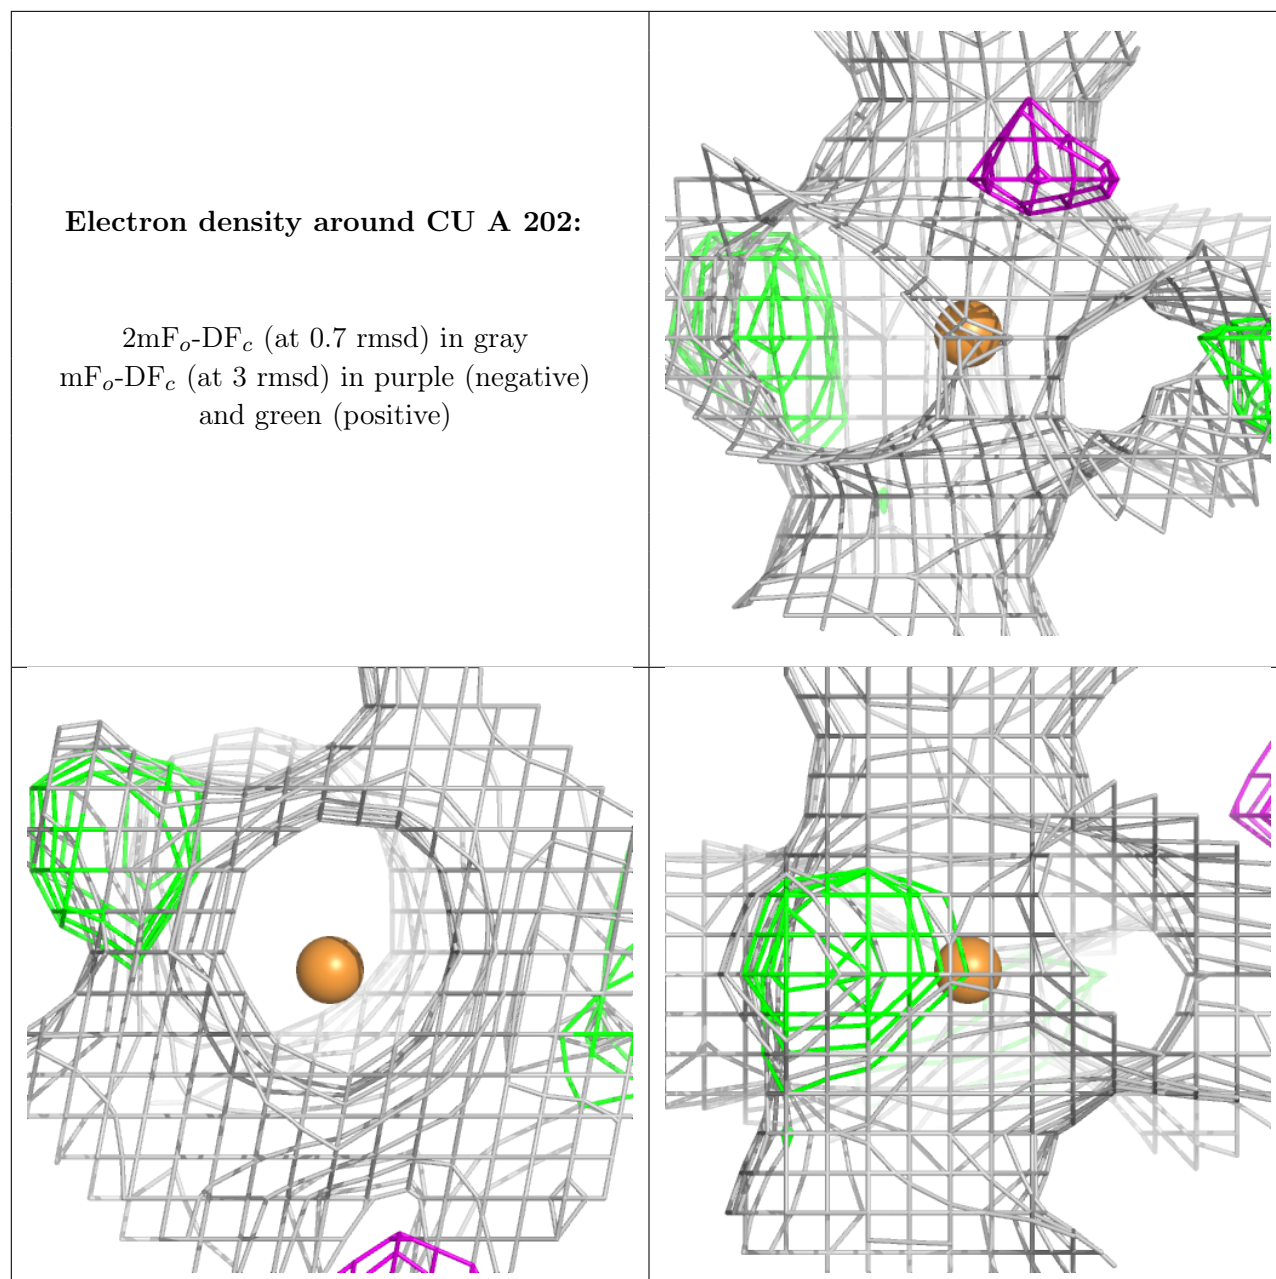 Electron density around CU A 202:
2mFo-DFc (at 0.7 rmsd) in gray
mFo-DFc (at 3 rmsd) in purple (negative)
and green (positive)